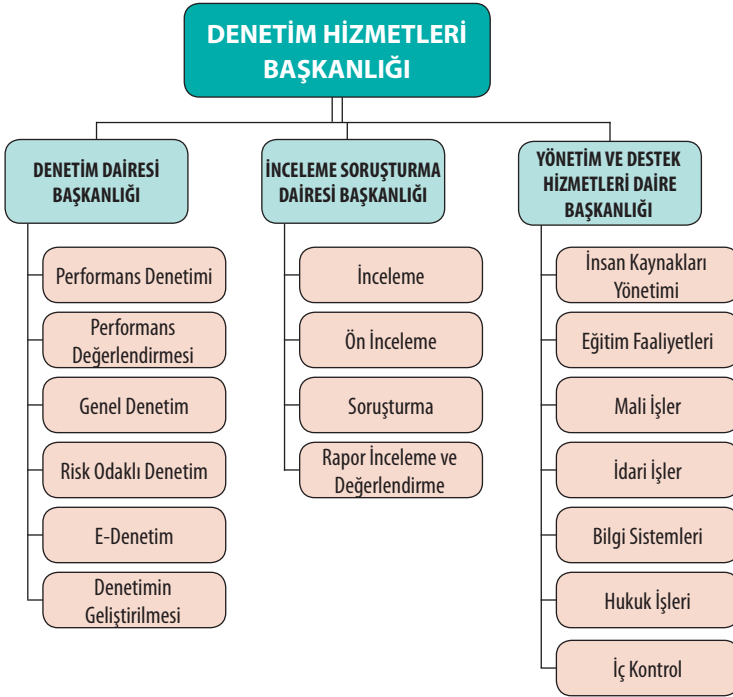 DENETİM HİZMETLERİ
BAŞKANLIĞI
DENETİM DAİRESİ
BAŞKANLIĞI
Performans Denetimi
Performans
Değerlendirmesi
Genel Denetim
Risk Odaklı Denetim
E-Denetim
Denetimin
Geliştirilmesi
İNCELEME SORUŞTURMA
DAİRESİ BAŞKANLIĞI
İnceleme
Ön İnceleme
Soruşturma
Rapor İnceleme ve
Değerlendirme
YÖNETİM VE DESTEK
HİZMETLERİ DAİRE
BAŞKANLIĞI
İnsan Kaynakları
Yönetimi
Eğitim Faaliyetleri
Mali İşler
İdari İşler
Bilgi Sistemleri
Hukuk İşleri
İç Kontrol